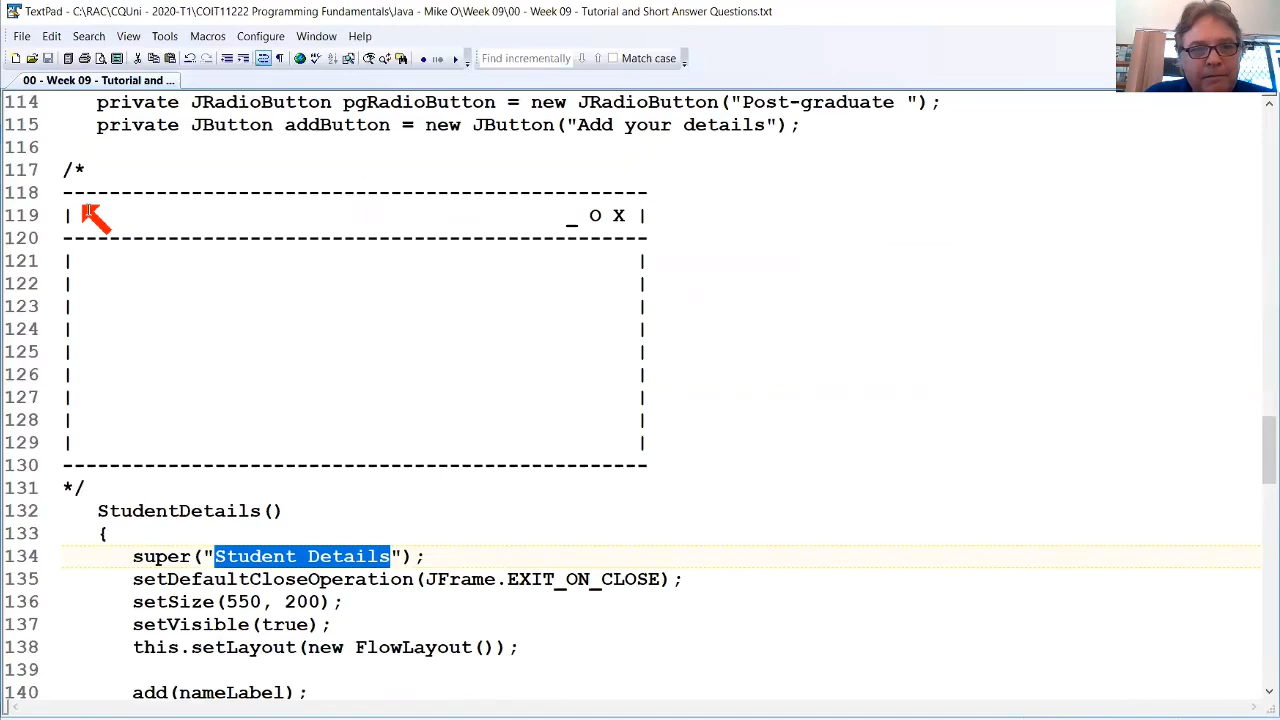 TextPad - C:\RAC\CQUni - 2020-T1\COIT11222 Programming Fundamentals\Java - Mike O\Week 09\00 - Week 09 - Tutorial and Short Answer Questions.txt
File Edit Search View Tools Macros Configure Window Help
Find incrementally Match case
00 - Week 09 - Tutorial and ...
114 private JRadioButton pgRadioButton = new JRadioButton("Post-graduate ");
115 private JButton addButton = new JButton("Add your details");
116
117 /*
118 --------------------------------------------------
119 | _ O X |
120 --------------------------------------------------
121 | |
122 | |
123 | |
124 | |
125 | |
126 | |
127 | |
128 | |
129 | |
130 --------------------------------------------------
131 */
132 StudentDetails()
133 {
134 super("Student Details");
135 setDefaultCloseOperation(JFrame.EXIT_ON_CLOSE);
136 setSize(550, 200);
137 setVisible(true);
138 this.setLayout(new FlowLayout());
139
140 add(nameLabel);